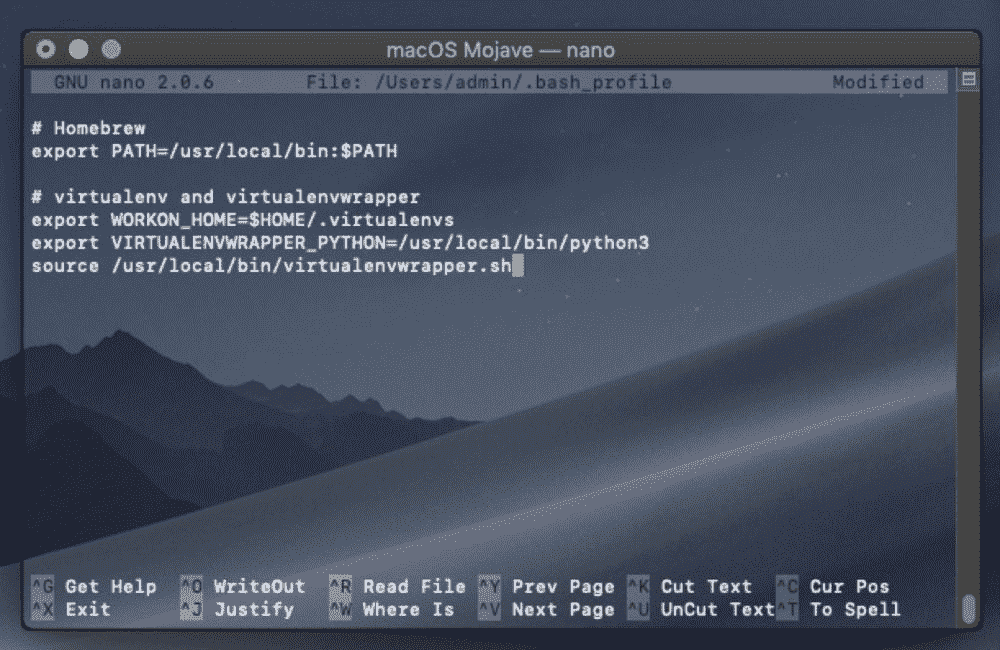 macOS Mojave — nano
GNU nano 2.0.6 File: /Users/admin/.bash_profile Modified
# Homebrew
export PATH=/usr/local/bin:$PATH
# virtualenv and virtualenvwrapper
export WORKON_HOME=$HOME/.virtualenvs
export VIRTUALENVWRAPPER_PYTHON=/usr/local/bin/python3
source /usr/local/bin/virtualenvwrapper.sh
^G Get Help ^O WriteOut ^R Read File ^Y Prev Page ^K Cut Text ^C Cur Pos
^X Exit ^J Justify ^W Where Is ^V Next Page ^U UnCut Text ^T To Spell